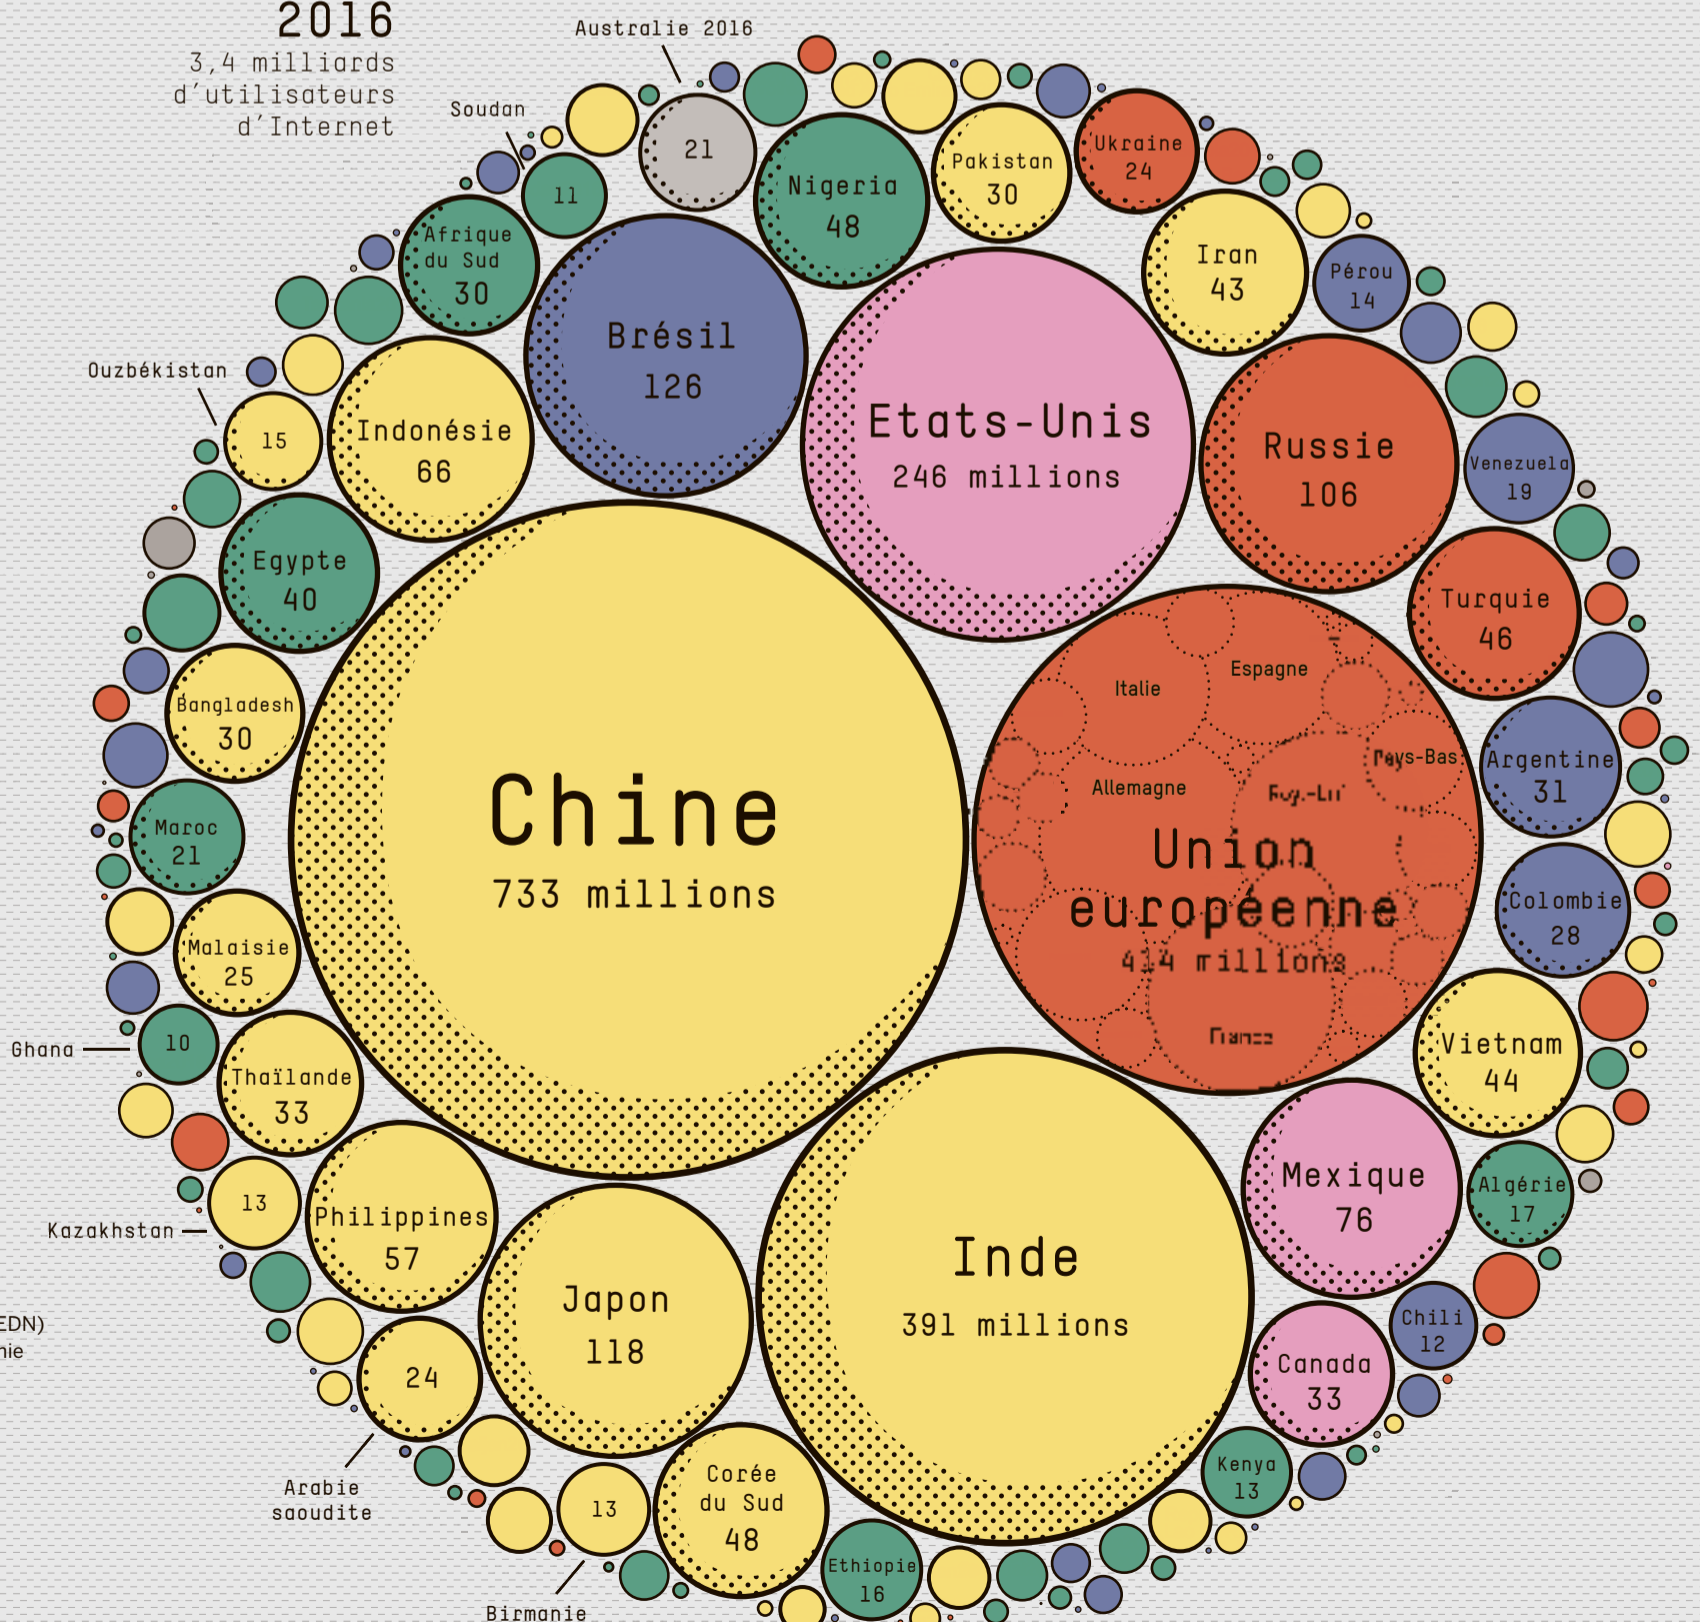 2016
3,4 milliards
d'utilisateurs
d'Internet
Australie 2016
21
Soudan
11
Nigeria
48
Pakistan
30
Ukraine
24
Afrique
du Sud
30
Iran
43
Pérou
14
Brésil
126
Etats-Unis
246 millions
Russie
106
Ouzbékistan
15
Indonésie
66
Venezuela
19
Egypte
40
Turquie
46
Bangladesh
30
Italie
Espagne
Pays-Bas
Allemagne
Union
européenne
414 millions
France
Argentine
31
Chine
733 millions
Maroc
21
Colombie
28
Malaisie
25
Ghana
10
Vietnam
44
Thaïlande
33
Mexique
76
Algérie
17
Kazakhstan
13
Philippines
57
Inde
391 millions
Japon
118
Chili
12
Canada
33
EDN)
nie
24
Arabie
saoudite
Corée
du Sud
48
Kenya
13
13
Birmanie
Ethiopie
16